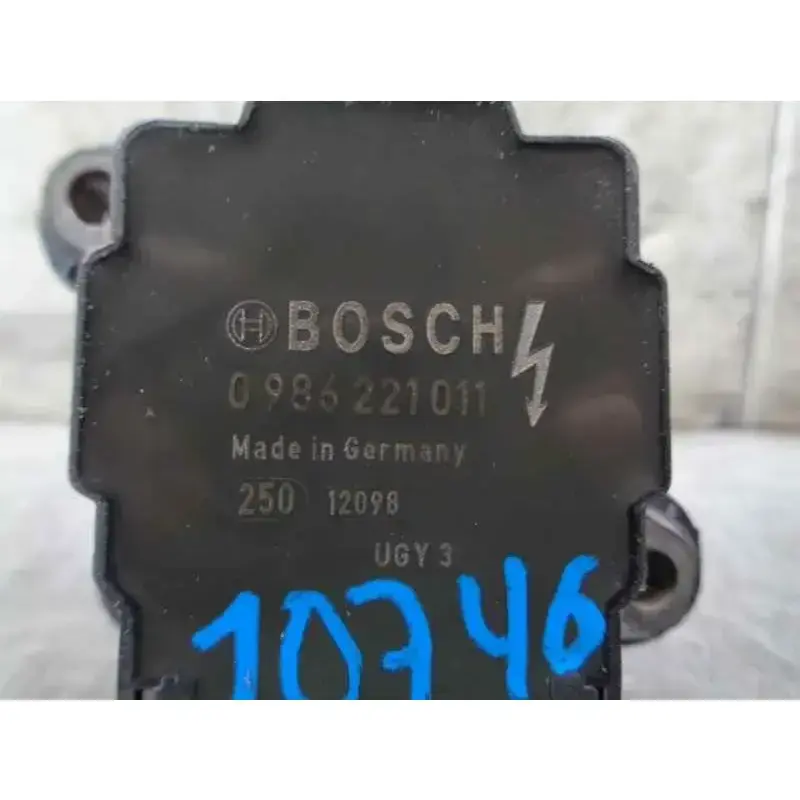 BOSCH
0 986 221 011
Made in Germany
250 12098
UGY 3
10746